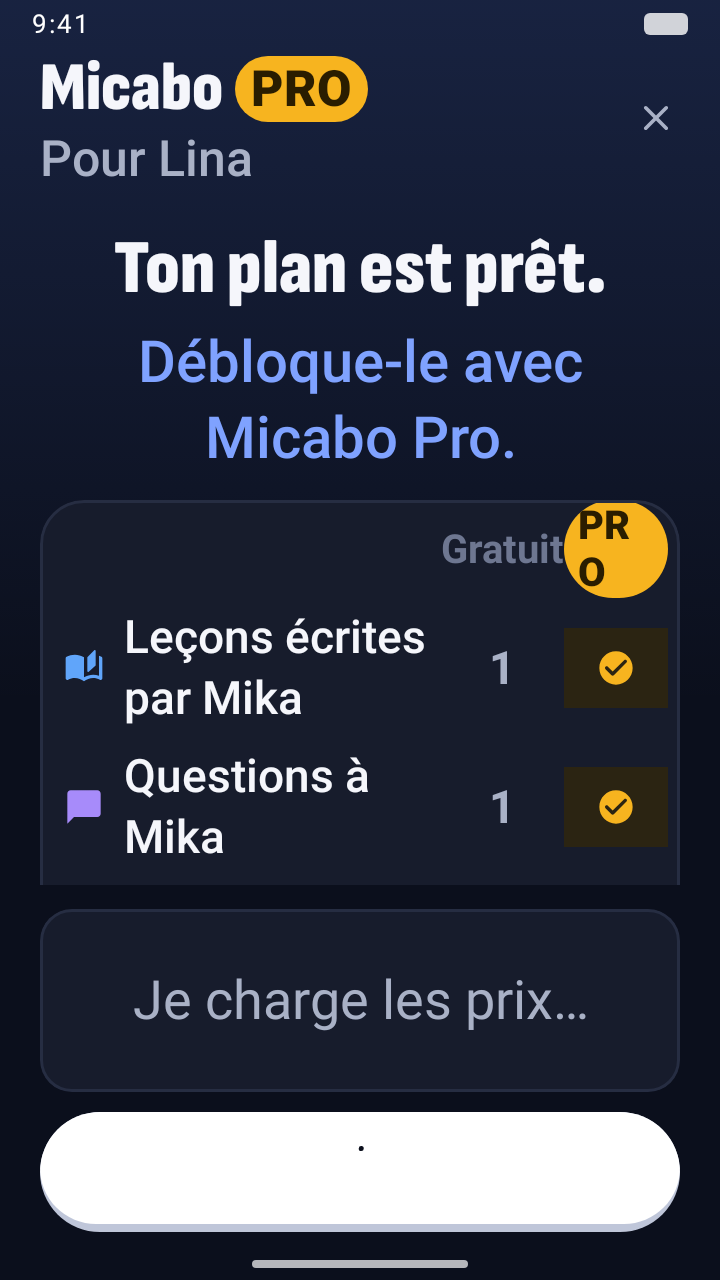 9:41
Micabo PRO
Pour Lina
Ton plan est prêt.
Débloque-le avec
Micabo Pro.
Gratuit PR
O
Leçons écrites
par Mika
1
Questions à
Mika
1
Je charge les prix...
.